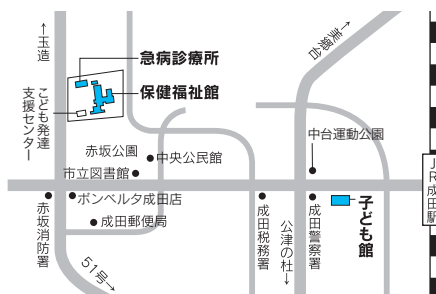 ←玉造
←美郷台
急病診療所
保健福祉館
こども発達
支援センター
赤坂公園
中央公民館
市立図書館
中台運動公園
ボンベルタ成田店
成田郵便局
赤坂消防署
51号→
成田税務署
公津の杜→
成田警察署
子ども館
JR成田駅